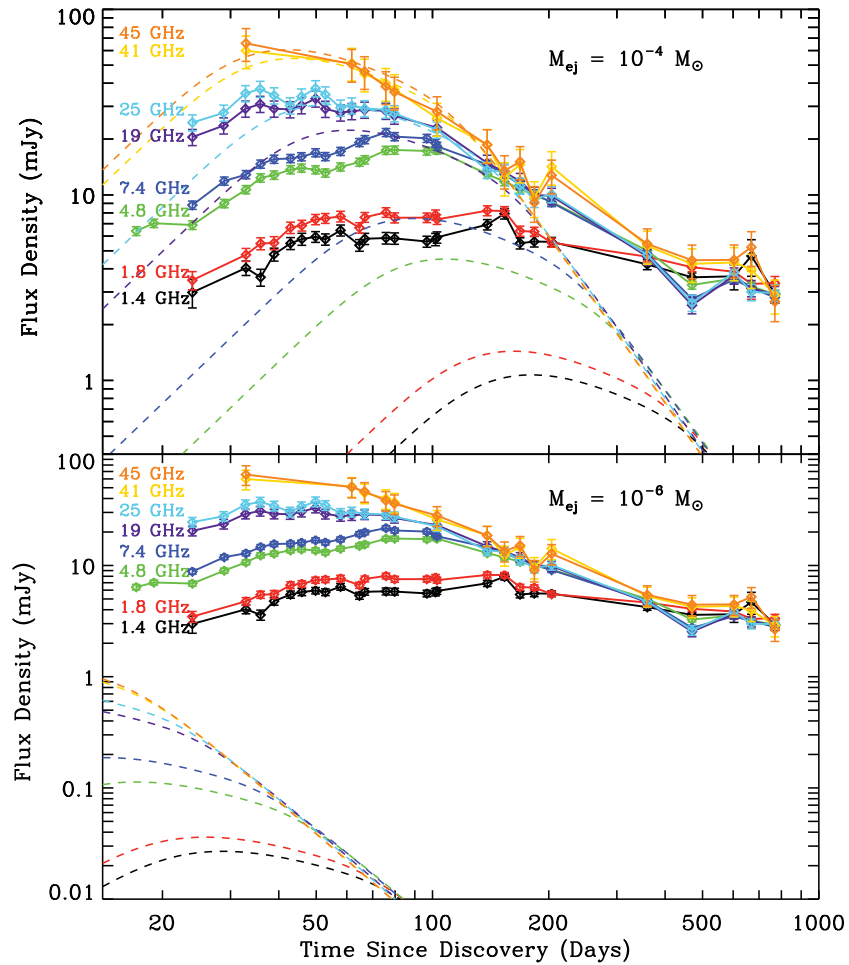 100
45 GHz
41 GHz
M_ej = 10^-4 M_⊙
25 GHz
19 GHz
10
7.4 GHz
4.8 GHz
1.8 GHz
1.4 GHz
1
Flux Density (mJy)
100
45 GHz
41 GHz
M_ej = 10^-6 M_⊙
25 GHz
19 GHz
10
7.4 GHz
4.8 GHz
1.8 GHz
1.4 GHz
1
0.1
0.01
Flux Density (mJy)
20 50 100 200 500 1000
Time Since Discovery (Days)